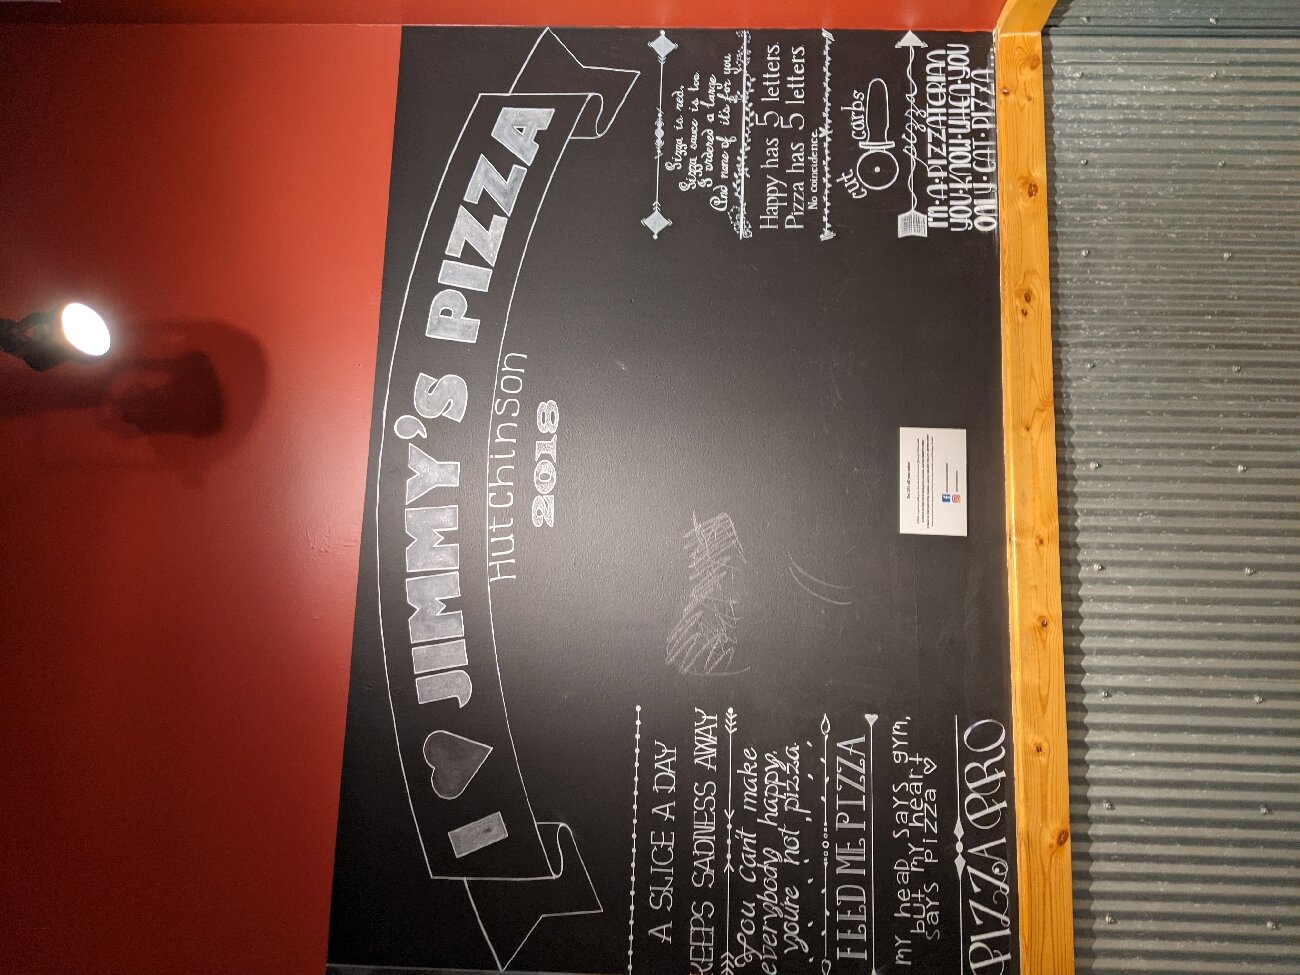 I ♥ JIMMY'S PIZZA
HutchinSon
2018
A SLICE A DAY
KEEPS SADNESS AWAY
You can't make
everybody happy,
you're not pizza
FEED ME PIZZA
my head says gym,
but my heart
says pizza ♡
PIZZA PRO
Pizza is red,
Pizza sauce is too
I ordered a large
And none of it's for you
Happy has 5 letters
Pizza has 5 letters
No coincidence.
cut carbs
pizza
I'M·A·PIZZATERIAN
YOU·KNOW·WHEN·YOU
ONLY·EAT·PIZZA...